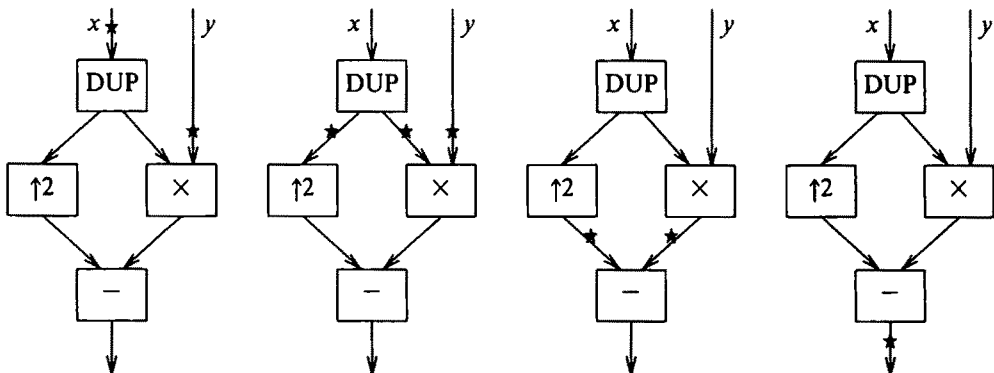 x y x y x y x y
DUP DUP DUP DUP
↑2 × ↑2 × ↑2 × ↑2 ×
− − − −